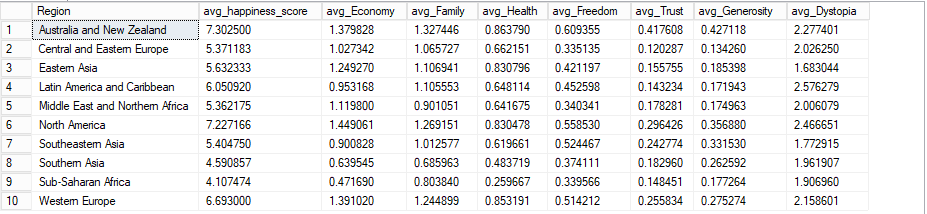 Region avg_happiness_score avg_Economy avg_Family avg_Health avg_Freedom avg_Trust avg_Generosity avg_Dystopia
1 Australia and New Zealand 7.302500 1.379828 1.327446 0.863790 0.609355 0.417608 0.427118 2.277401
2 Central and Eastern Europe 5.371183 1.027342 1.065727 0.662151 0.335135 0.120287 0.134260 2.026250
3 Eastern Asia 5.632333 1.249270 1.106941 0.830796 0.421197 0.155755 0.185398 1.683044
4 Latin America and Caribbean 6.050920 0.953168 1.105553 0.648114 0.452598 0.143234 0.171943 2.576279
5 Middle East and Northern Africa 5.362175 1.119800 0.901051 0.641675 0.340341 0.178281 0.174963 2.006079
6 North America 7.227166 1.449061 1.269151 0.830478 0.558530 0.296426 0.356880 2.466651
7 Southeastern Asia 5.404750 0.900828 1.012577 0.619661 0.524467 0.242774 0.331530 1.772915
8 Southern Asia 4.590857 0.639545 0.685963 0.483719 0.374111 0.182960 0.262592 1.961907
9 Sub-Saharan Africa 4.107474 0.471690 0.803840 0.259667 0.339566 0.148451 0.177264 1.906960
10 Western Europe 6.693000 1.391020 1.244899 0.853191 0.514212 0.255834 0.275274 2.158601